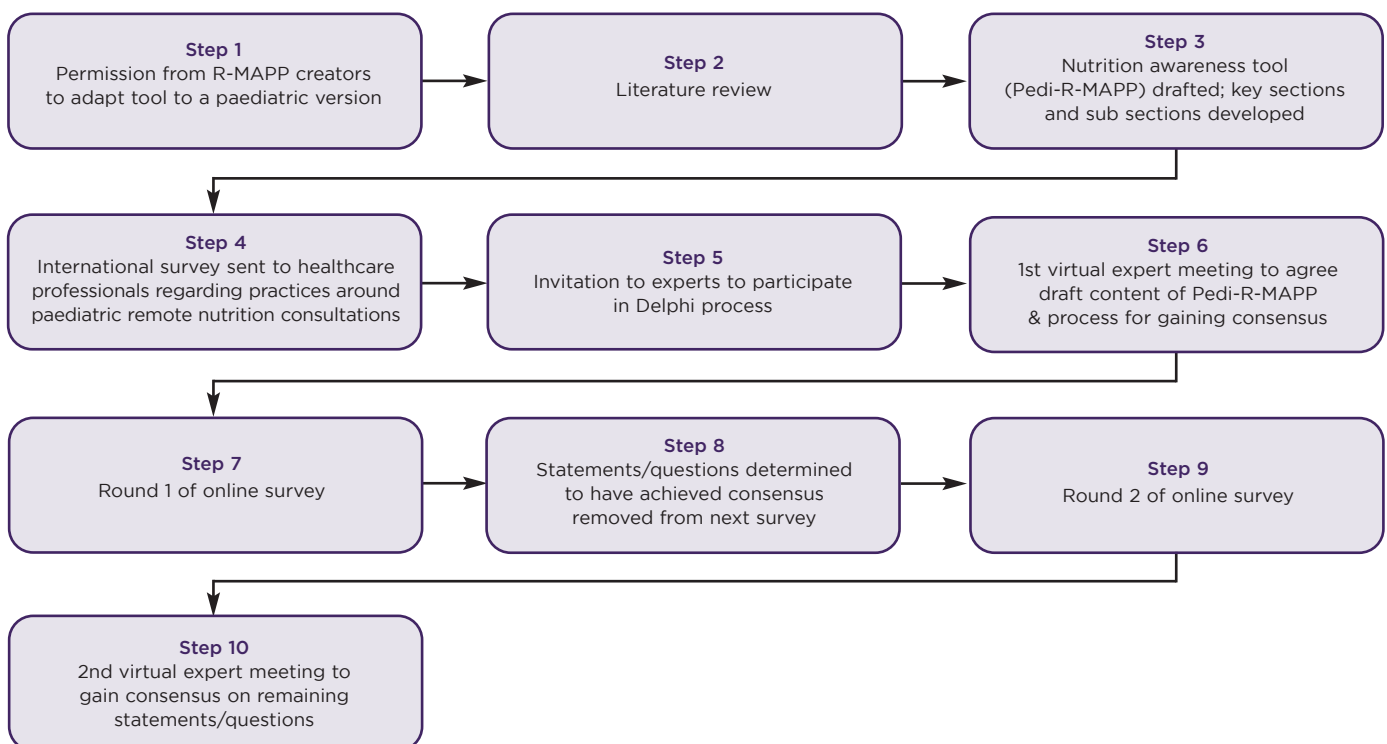 Step 1
Permission from R-MAPP creators
to adapt tool to a paediatric version
Step 2
Literature review
Step 3
Nutrition awareness tool
(Pedi-R-MAPP) drafted; key sections
and sub sections developed
Step 4
International survey sent to healthcare
professionals regarding practices around
paediatric remote nutrition consultations
Step 5
Invitation to experts to participate
in Delphi process
Step 6
1st virtual expert meeting to agree
draft content of Pedi-R-MAPP
& process for gaining consensus
Step 7
Round 1 of online survey
Step 8
Statements/questions determined
to have achieved consensus
removed from next survey
Step 9
Round 2 of online survey
Step 10
2nd virtual expert meeting to
gain consensus on remaining
statements/questions